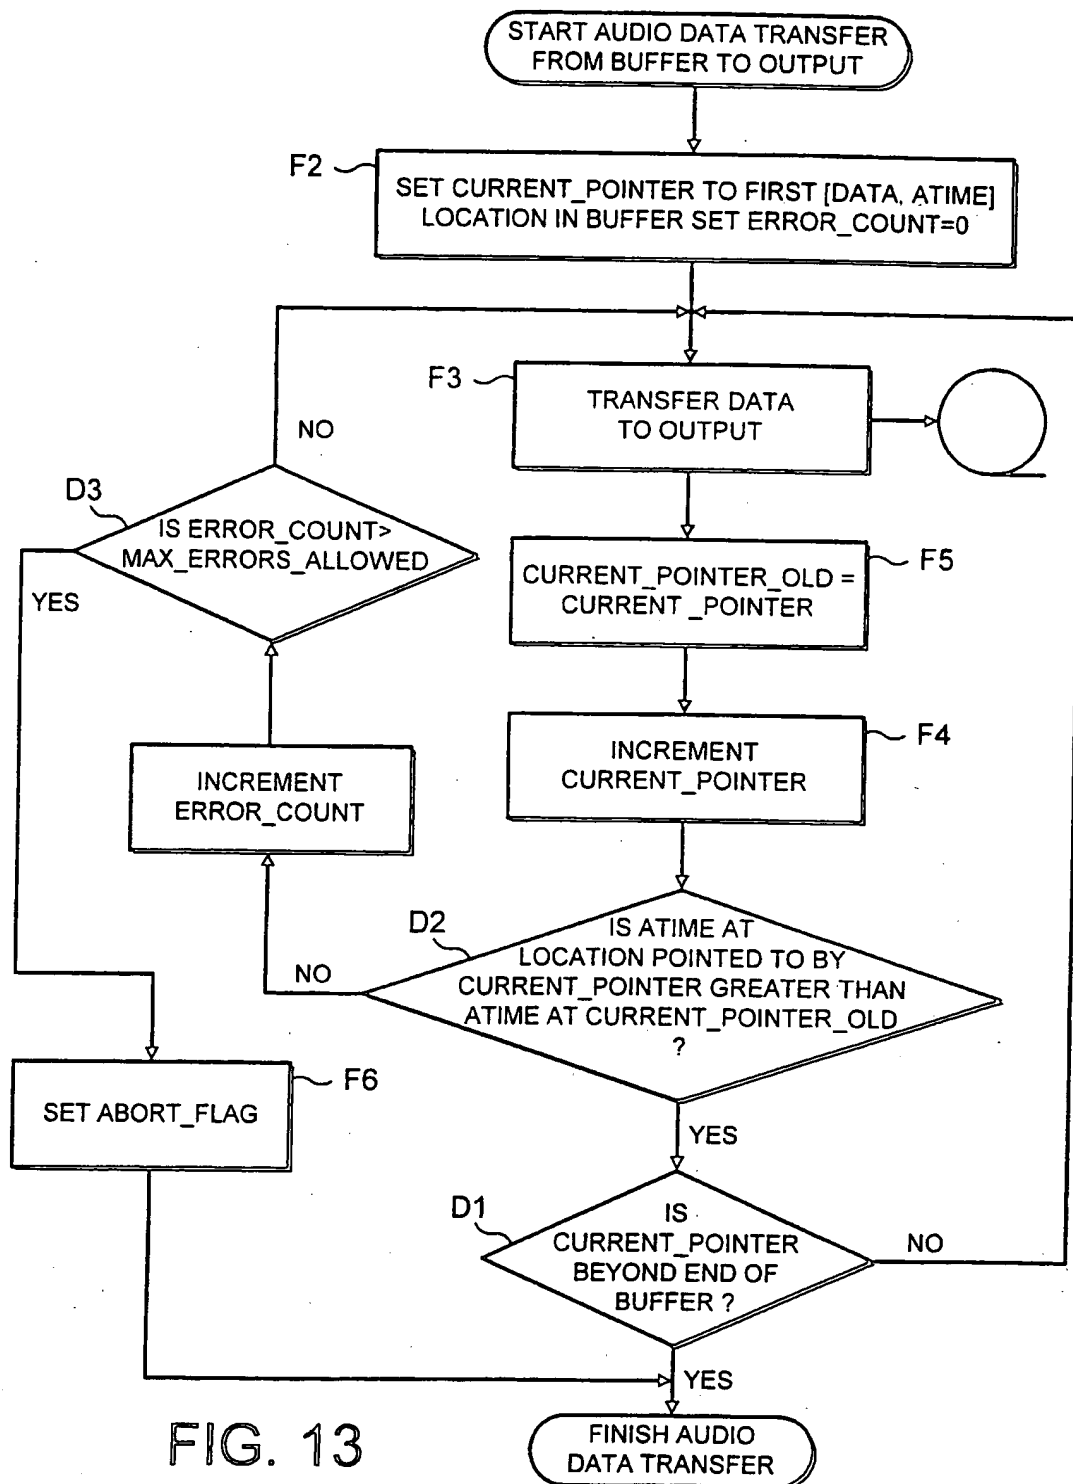 START AUDIO DATA TRANSFER
FROM BUFFER TO OUTPUT
F2
SET CURRENT_POINTER TO FIRST [DATA, ATIME]
LOCATION IN BUFFER SET ERROR_COUNT=0
F3
TRANSFER DATA
TO OUTPUT
NO
D3
IS ERROR_COUNT>
MAX_ERRORS_ALLOWED
YES
F5
CURRENT_POINTER_OLD =
CURRENT _POINTER
F4
INCREMENT
CURRENT_POINTER
INCREMENT
ERROR_COUNT
D2
IS ATIME AT
LOCATION POINTED TO BY
CURRENT_POINTER GREATER THAN
ATIME AT CURRENT_POINTER_OLD
?
NO
F6
SET ABORT_FLAG
YES
D1
IS
CURRENT_POINTER
BEYOND END OF
BUFFER ?
NO
YES
FINISH AUDIO
DATA TRANSFER
FIG. 13